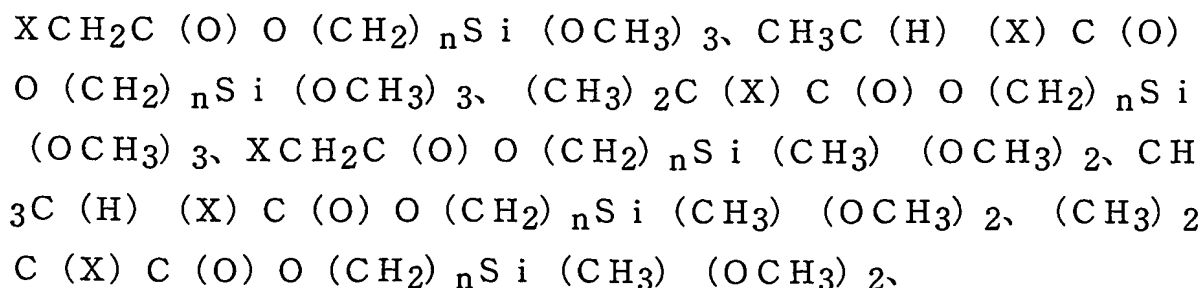 XCH₂C（O）O（CH₂）ₙSi（OCH₃）₃、CH₃C（H）（X）C（O）
O（CH₂）ₙSi（OCH₃）₃、（CH₃）₂C（X）C（O）O（CH₂）ₙSi
（OCH₃）₃、XCH₂C（O）O（CH₂）ₙSi（CH₃）（OCH₃）₂、CH
₃C（H）（X）C（O）O（CH₂）ₙSi（CH₃）（OCH₃）₂、（CH₃）₂
C（X）C（O）O（CH₂）ₙSi（CH₃）（OCH₃）₂、